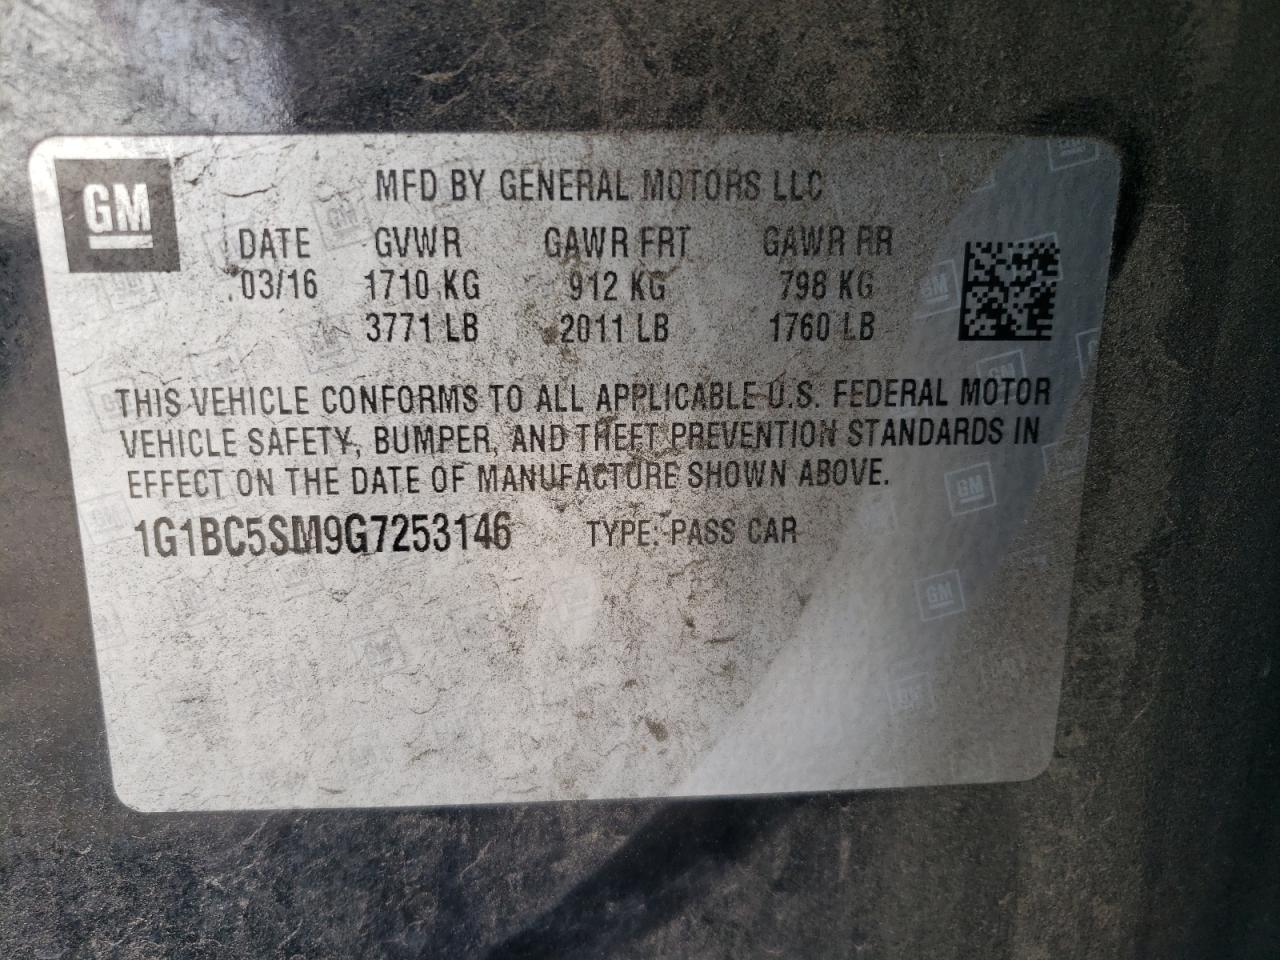 GM
MFD BY GENERAL MOTORS LLC
DATE GVWR GAWR FRT GAWR RR
03/16 1710 KG 912 KG 798 KG
3771 LB 2011 LB 1760 LB
THIS VEHICLE CONFORMS TO ALL APPLICABLE U.S. FEDERAL MOTOR
VEHICLE SAFETY, BUMPER, AND THEFT PREVENTION STANDARDS IN
EFFECT ON THE DATE OF MANUFACTURE SHOWN ABOVE.
1G1BC5SM9G7253146 TYPE: PASS CAR